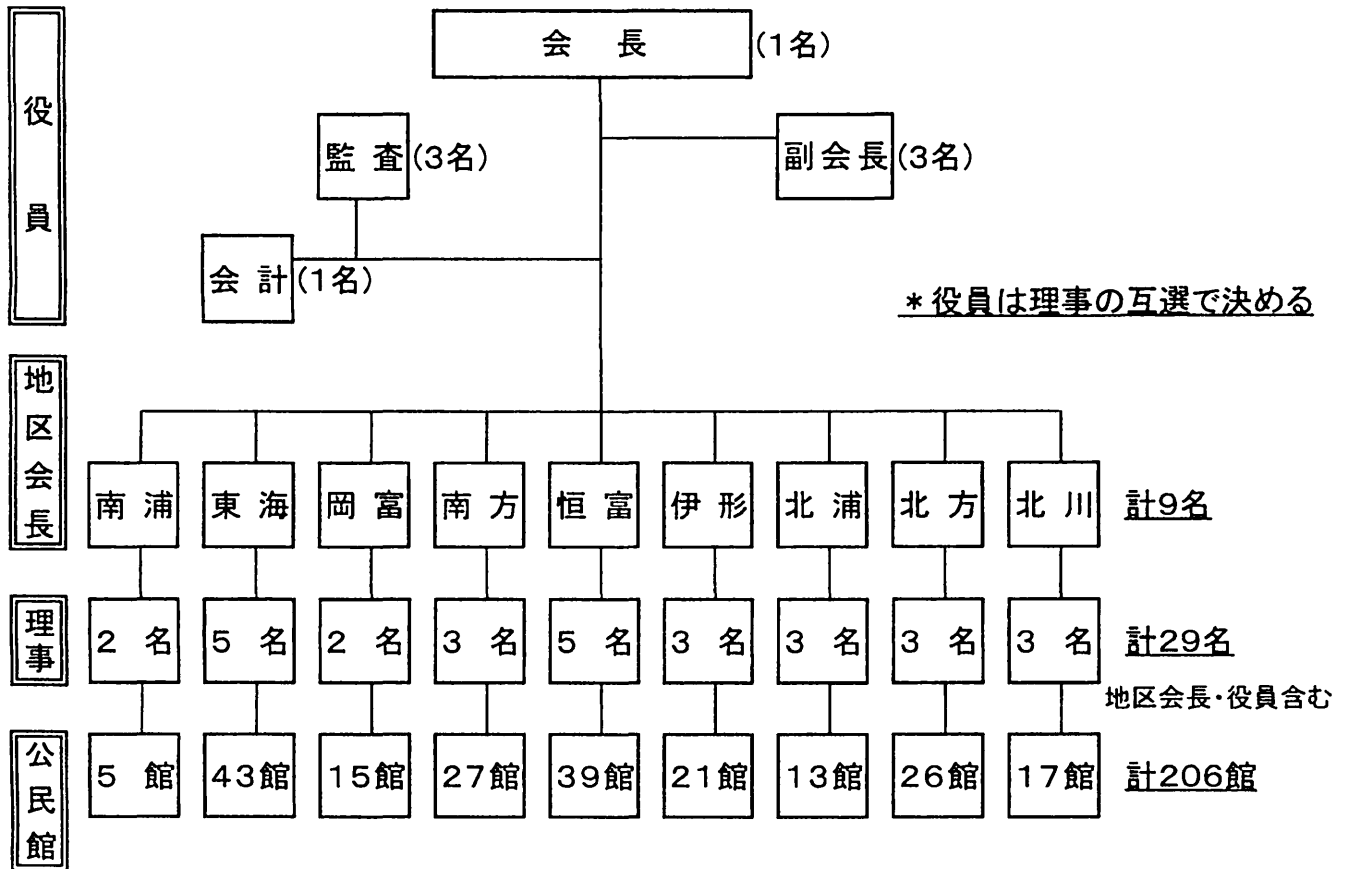 役員
会長(1名)
監査(3名)
副会長(3名)
会計(1名)
*役員は理事の互選で決める
地区会長
南浦 東海 岡富 南方 恒富 伊形 北浦 北方 北川 計9名
理事
2名 5名 2名 3名 5名 3名 3名 3名 3名 計29名
地区会長・役員含む
公民館
5館 43館 15館 27館 39館 21館 13館 26館 17館 計206館